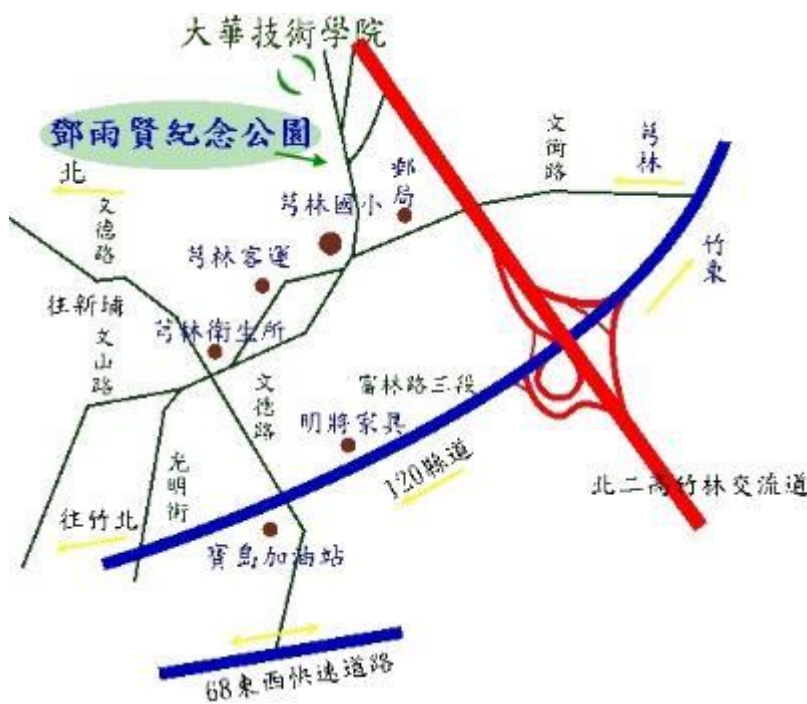 大華技術學院
鄧雨賢紀念公園
文衡路
芎林
郵局
北
芎林國小
文德路
竹東
芎林客運
往新埔
芎林衛生所
文山路
文德路
富林路三段
明將家具
光明街
120縣道
北二高竹林交流道
往竹北
寶島加油站
68東西快速道路